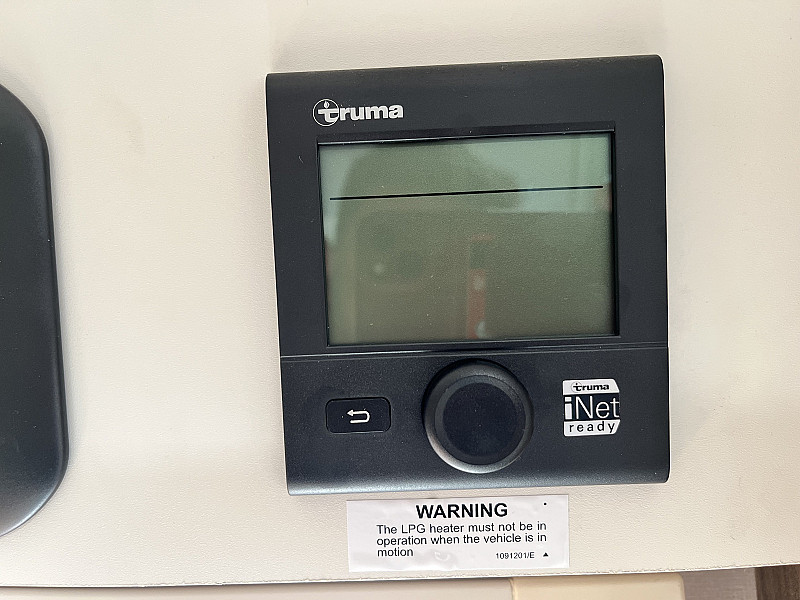 truma
truma
iNet
ready
WARNING
The LPG heater must not be in
operation when the vehicle is in
motion
1091201/E